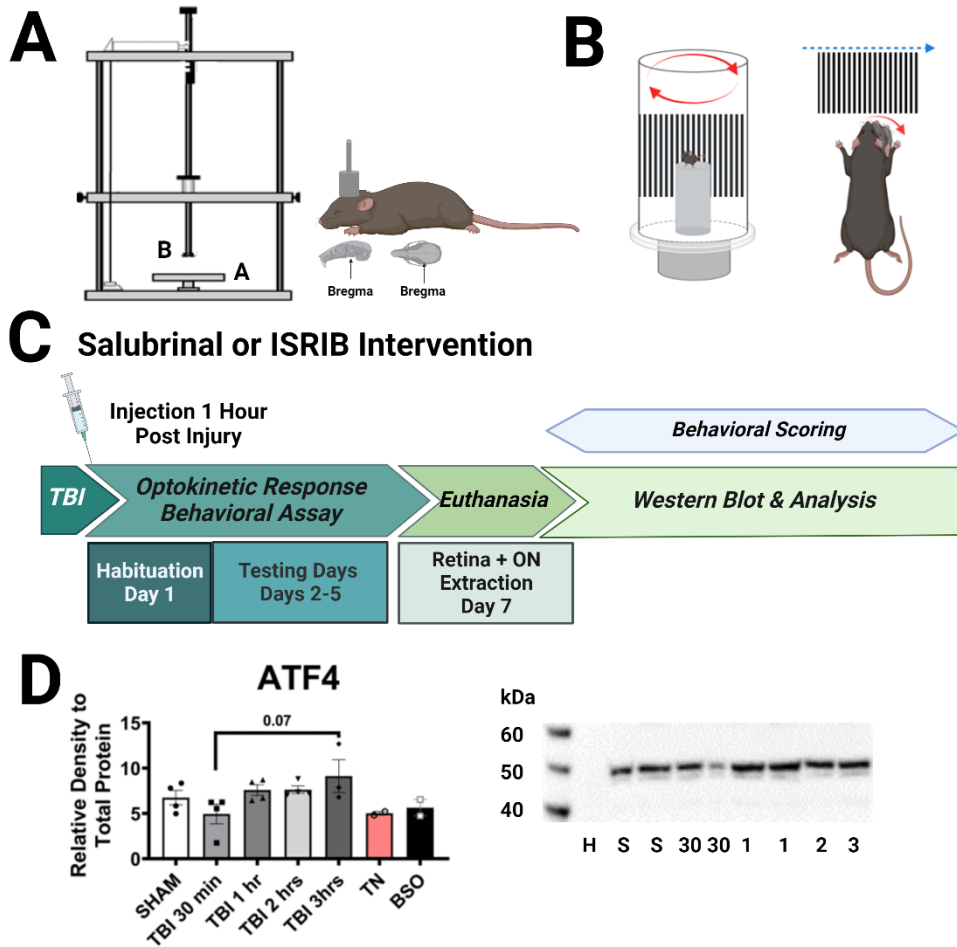 A
B
B
A
Bregma
Bregma
C
Salubrinal or ISRIB Intervention
Injection 1 Hour
Post Injury
Behavioral Scoring
TBI
Optokinetic Response
Behavioral Assay
Euthanasia
Western Blot & Analysis
Habituation
Day 1
Testing Days
Days 2-5
Retina + ON
Extraction
Day 7
D
ATF4
Relative Density to
Total Protein
15
10
5
0
0.07
SHAM
TBI 30 min
TBI 1 hr
TBI 2 hrs
TBI 3hrs
TN
BSO
kDa
60
50
40
H S S 30 30 1 1 2 3